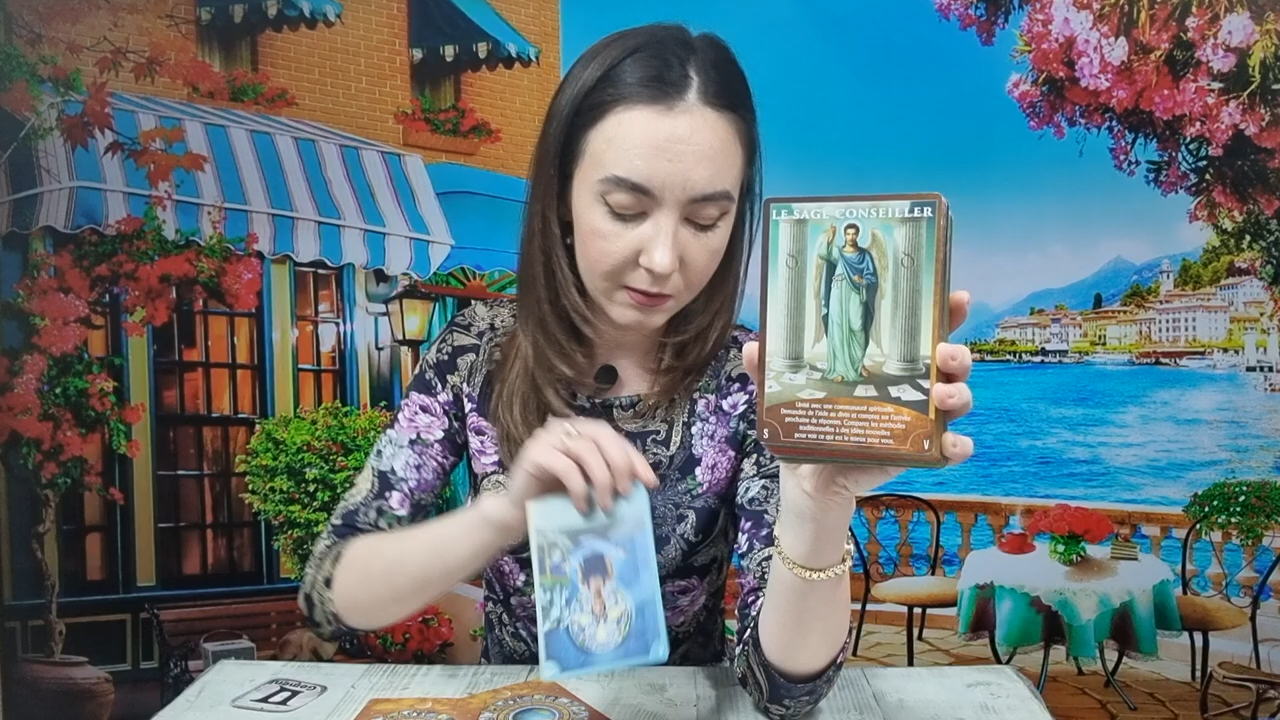 LE SAGE CONSEILLER
Unité avec une communauté spirituelle.
Demandez de l'aide au divin et comptez sur l'arrivée
prochaine de réponses. Comparez les méthodes
traditionnelles à des idées nouvelles
pour voir ce qui est le mieux pour vous.
S
V
Gemini